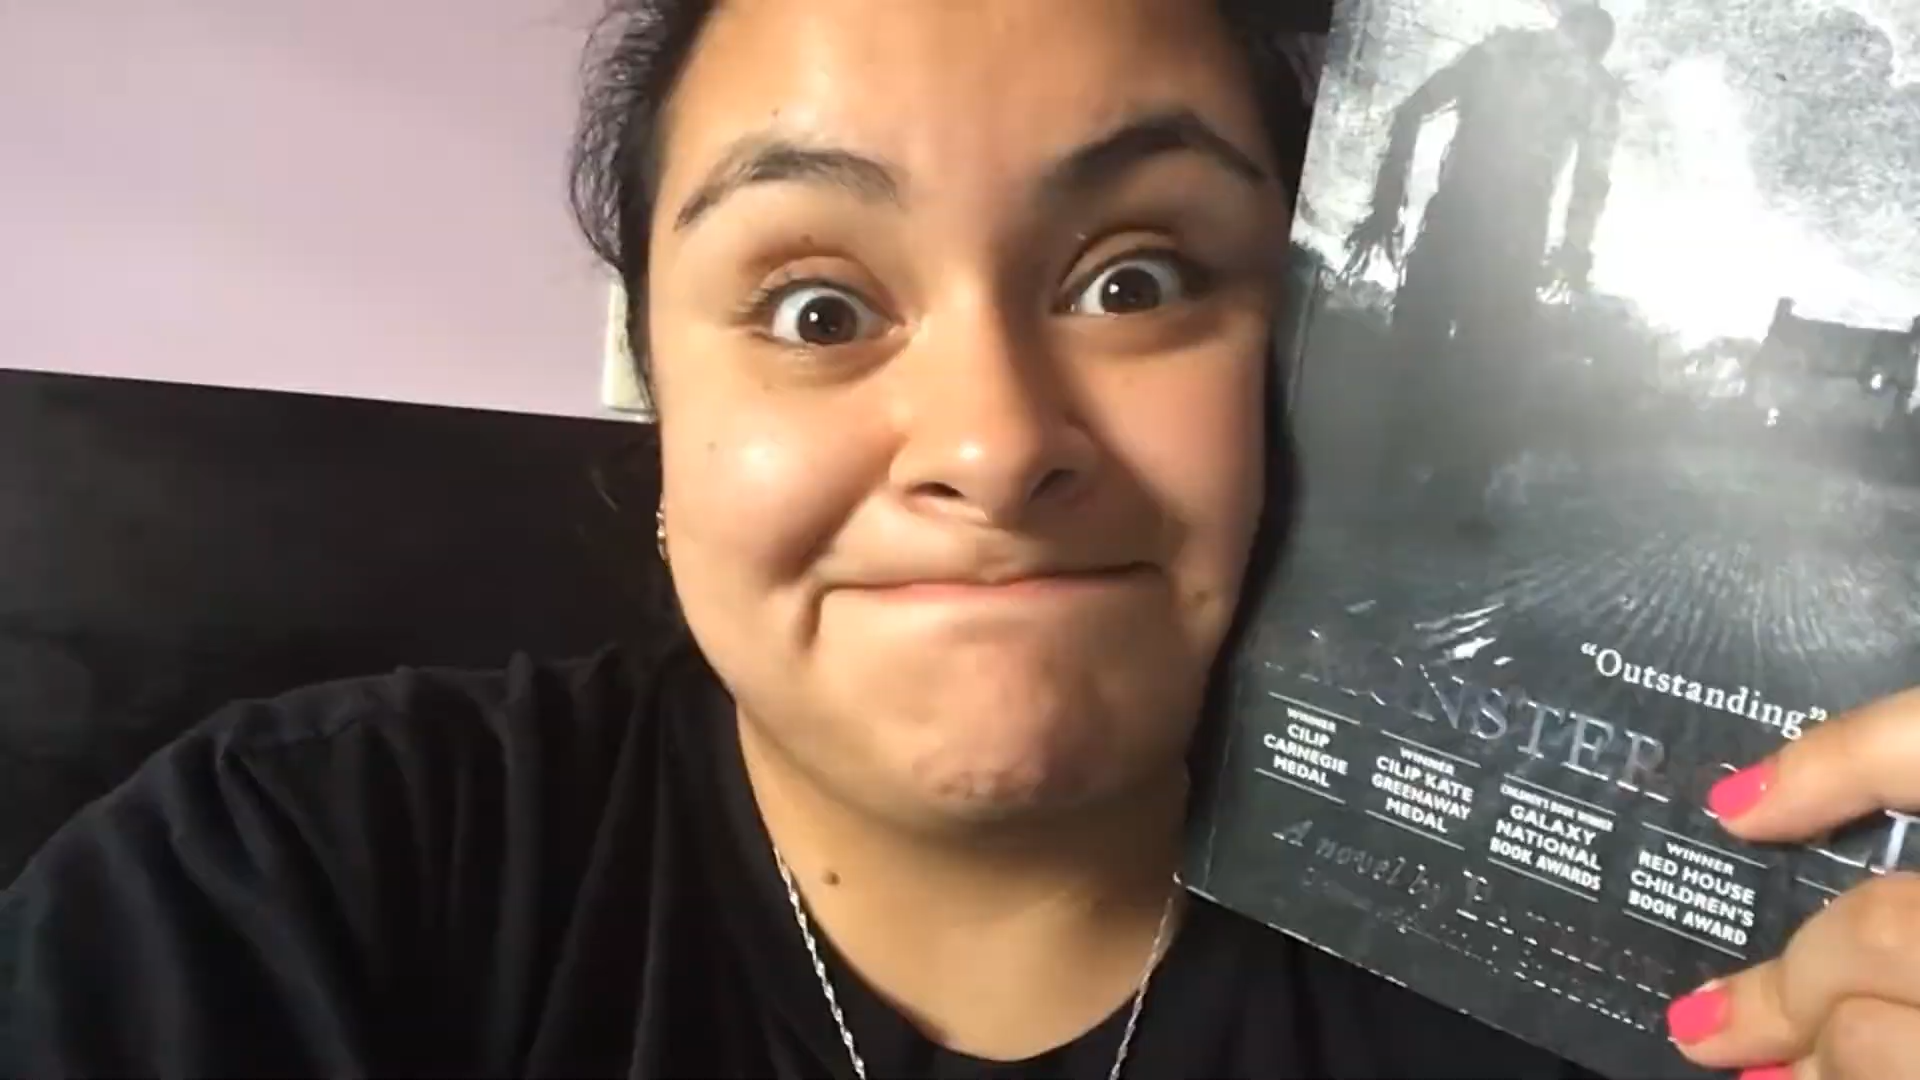 “Outstanding”
MONSTER
WINNER
CILIP
CARNEGIE
MEDAL
WINNER
CILIP KATE
GREENAWAY
MEDAL
CHILDREN'S BOOK WINNER
GALAXY
NATIONAL
BOOK AWARDS
WINNER
RED HOUSE
CHILDREN'S
BOOK AWARD
A novel by